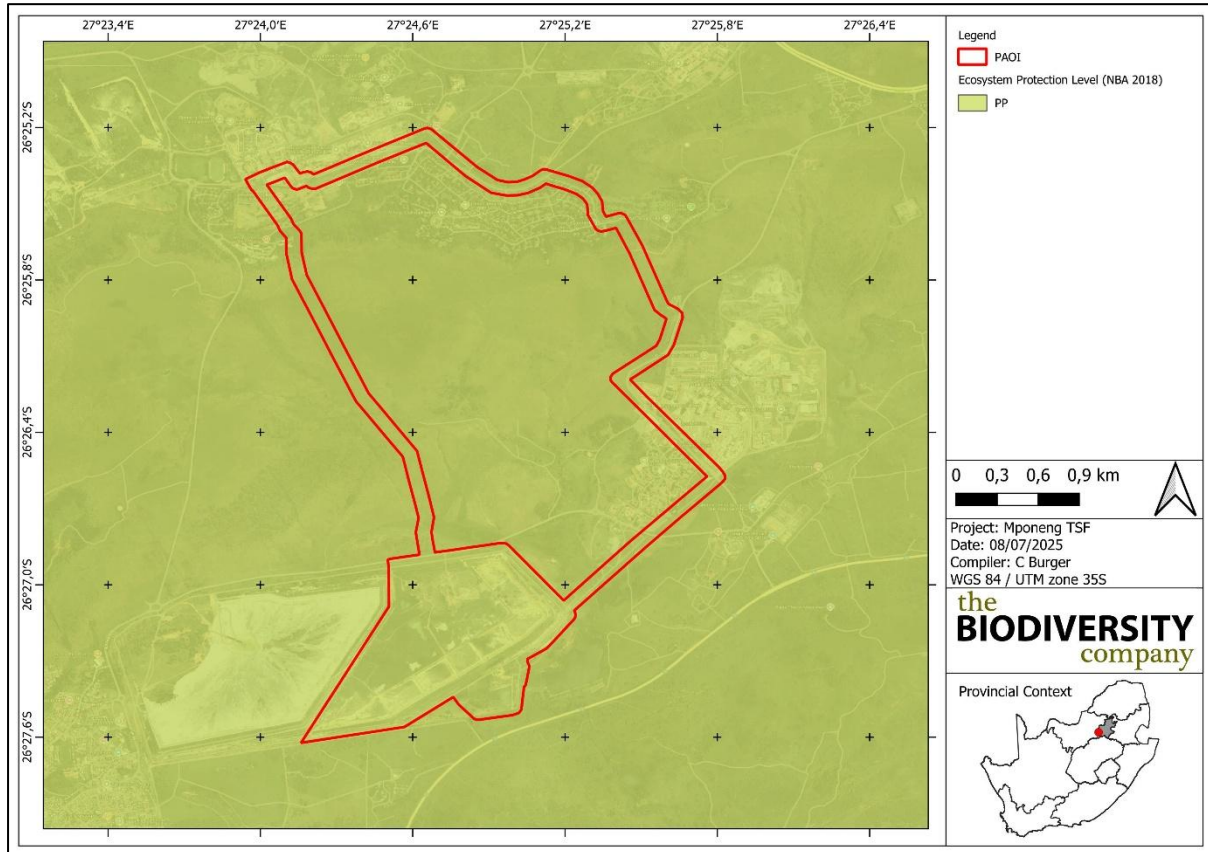 27°23,4′E 27°24,0′E 27°24,6′E 27°25,2′E 27°25,8′E 27°26,4′E
26°25,2′S
26°25,8′S
26°26,4′S
26°27,0′S
26°27,6′S
Legend
PAOI
Ecosystem Protection Level (NBA 2018)
PP
0 0,3 0,6 0,9 km
Project: Mponeng TSF
Date: 08/07/2025
Compiler: C Burger
WGS 84 / UTM zone 35S
the
BIODIVERSITY
company
Provincial Context